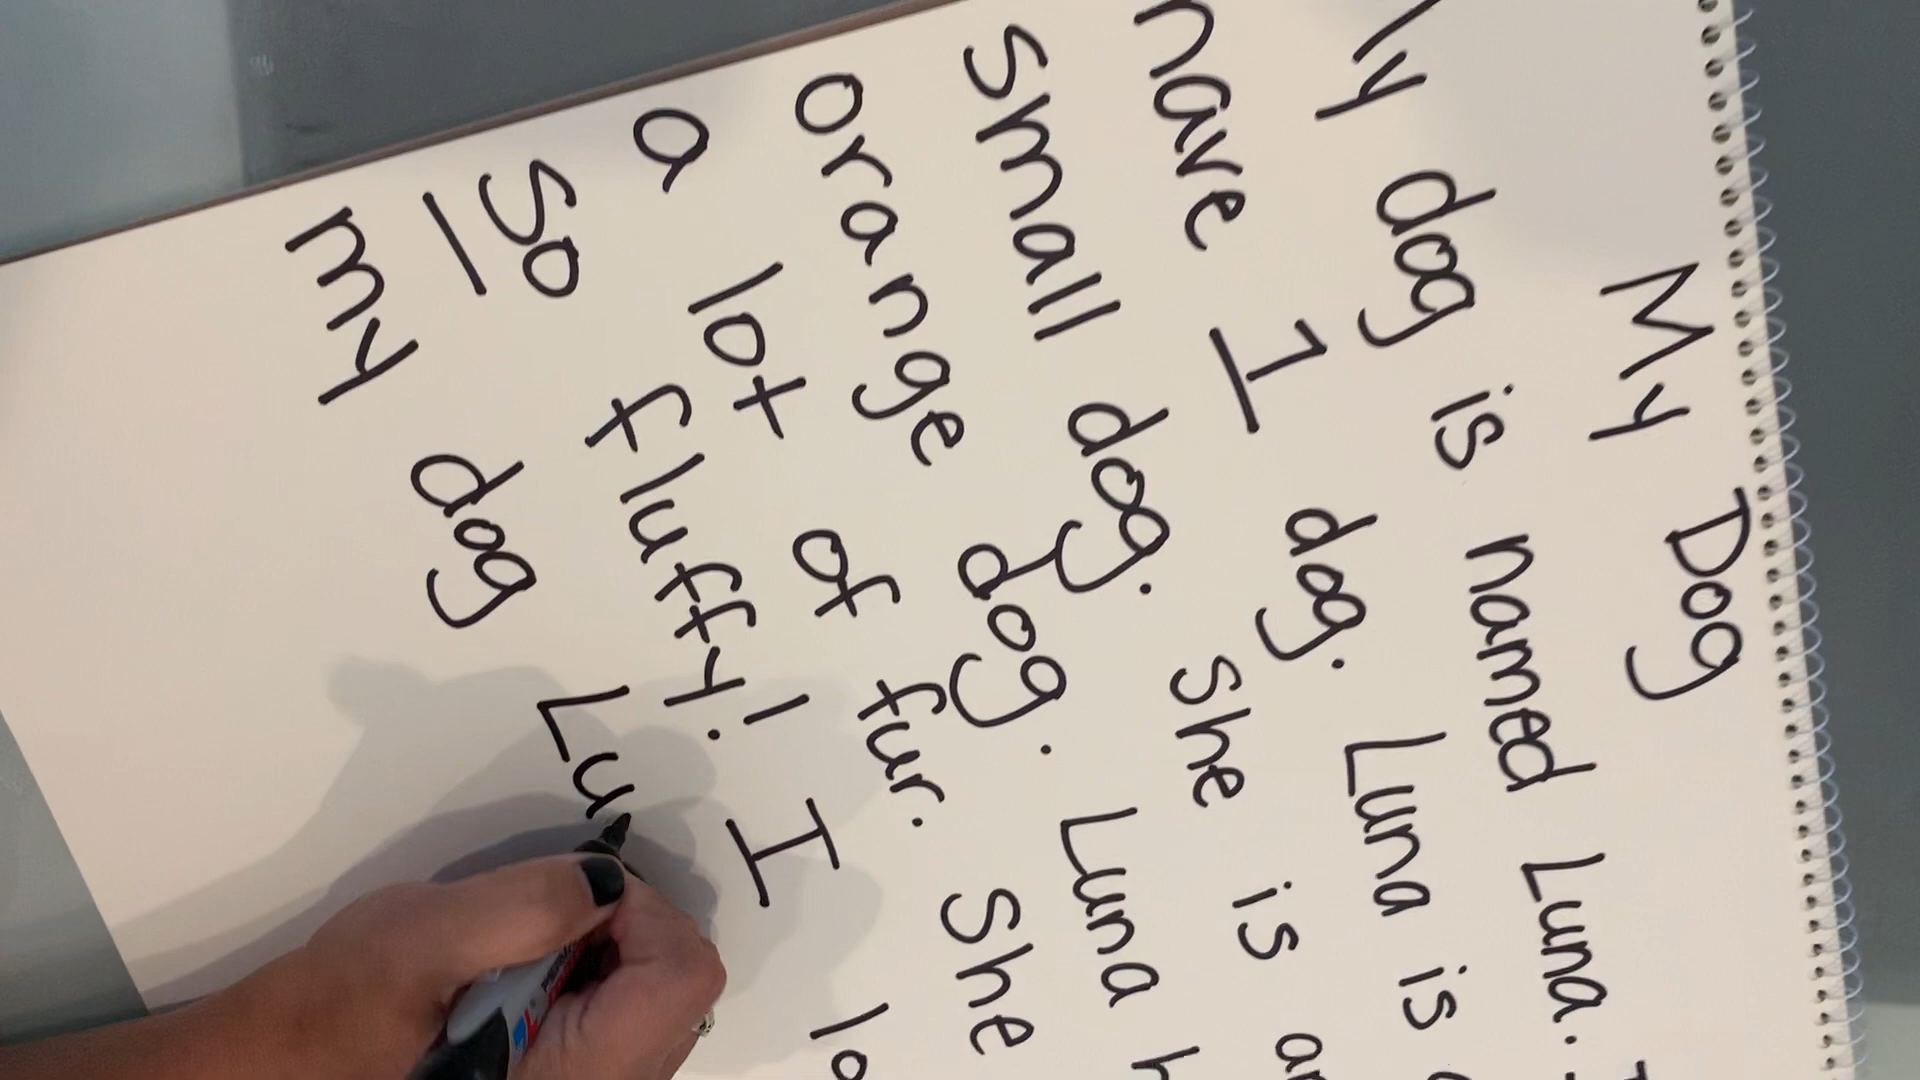 My Dog
My dog is named Luna.
have 1 dog. Luna is
small dog. She is
orange dog. Luna
a lot of fur. She
so fluffy! I
my dog Lu